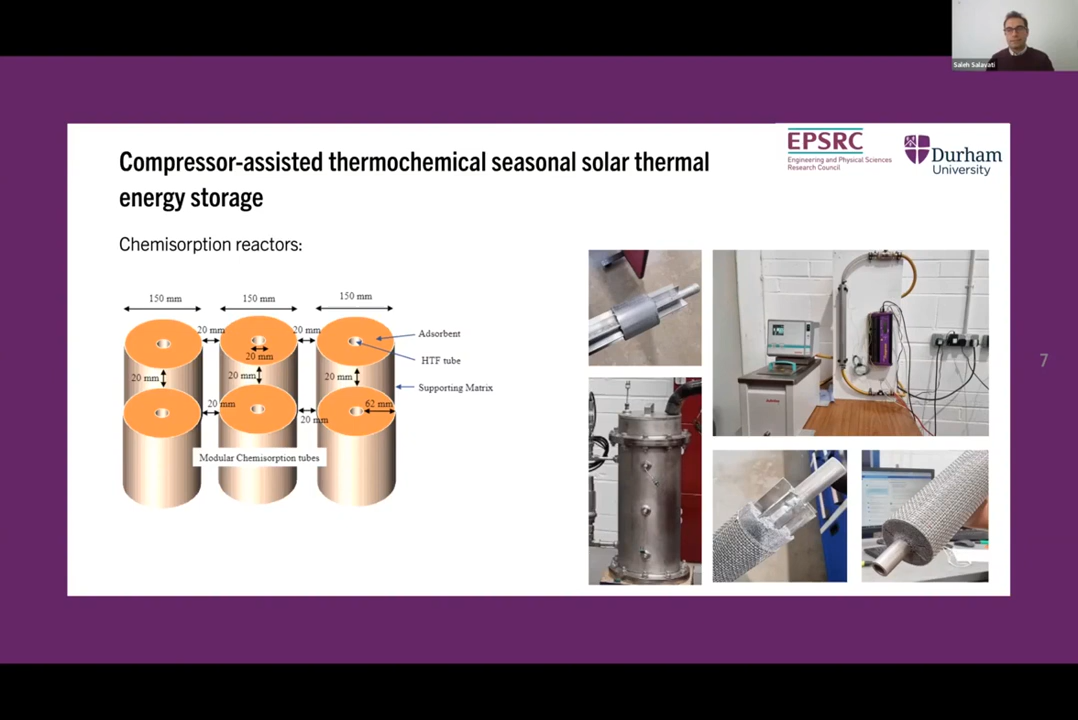 Saleh Salavati
EPSRC
Engineering and Physical Sciences
Research Council
Durham
University
Compressor-assisted thermochemical seasonal solar thermal
energy storage
Chemisorption reactors:
150 mm
150 mm
150 mm
20 mm
20 mm
20 mm
20 mm
20 mm
20 mm
Adsorbent
HTF tube
Supporting Matrix
20 mm
20 mm
62 mm
Modular Chemisorption tubes
7